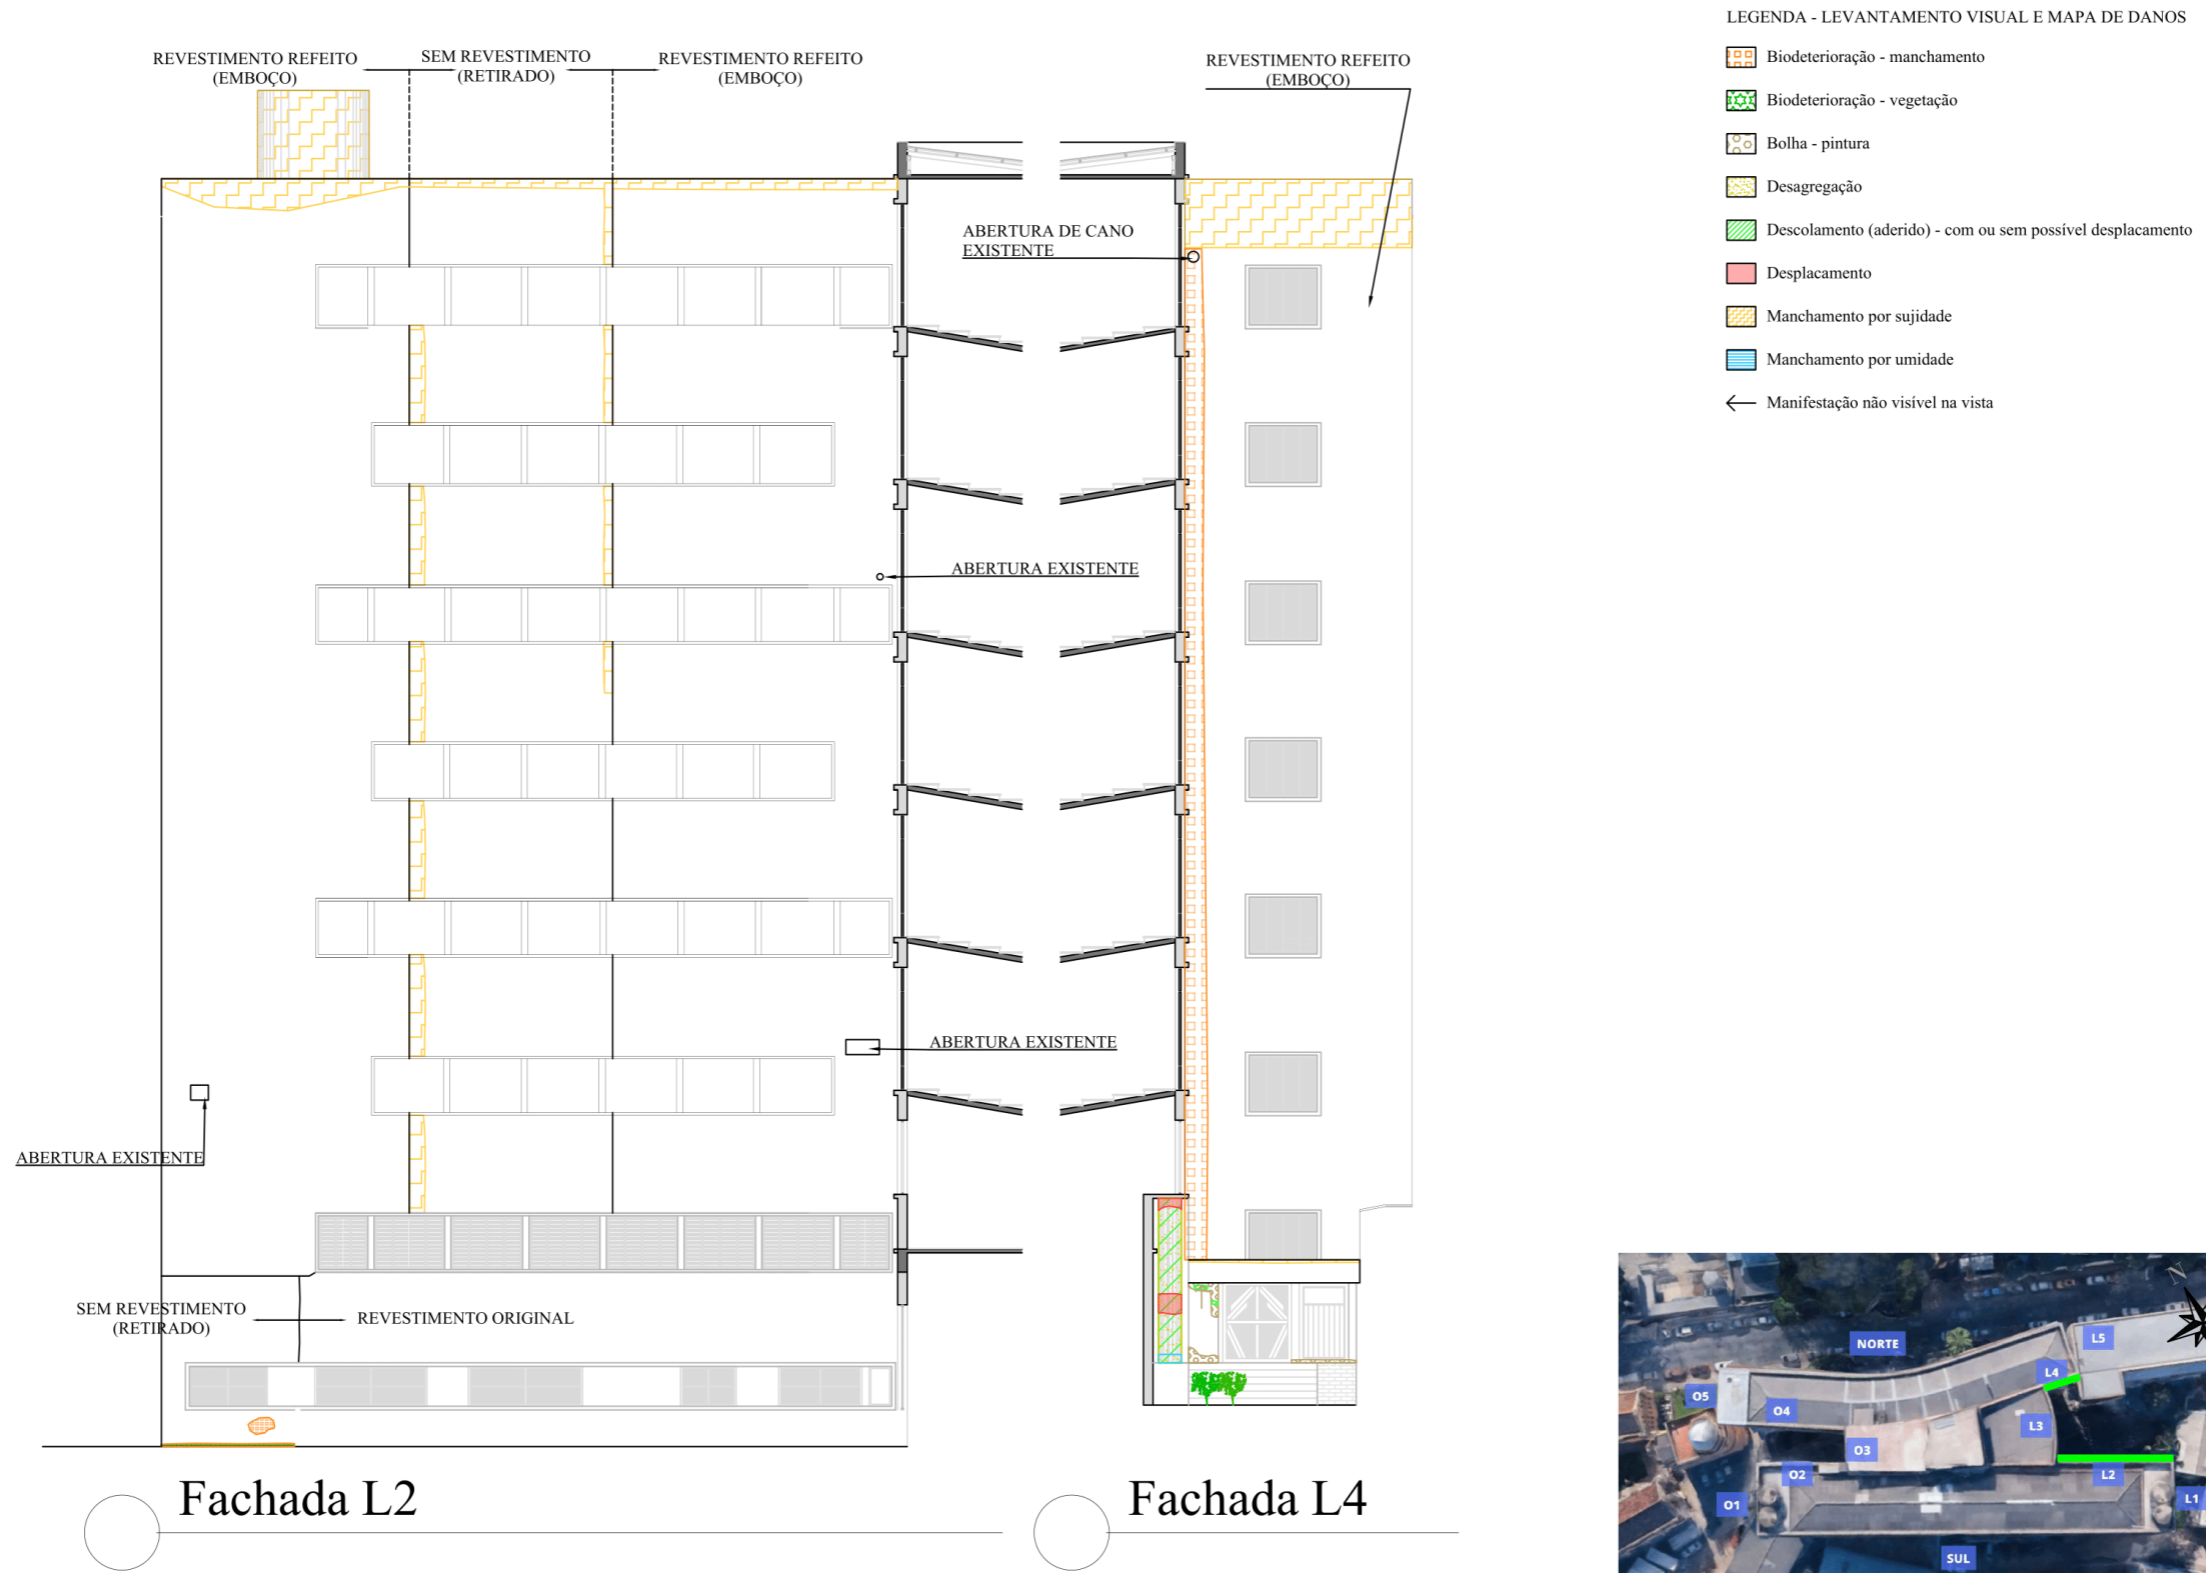 LEGENDA - LEVANTAMENTO VISUAL E MAPA DE DANOS
Biodeterioração - manchamento
Biodeterioração - vegetação
Bolha - pintura
Desagregação
Descolamento (aderido) - com ou sem possível desplacamento
Desplacamento
Manchamento por sujidade
Manchamento por umidade
Manifestação não visível na vista
REVESTIMENTO REFEITO
(EMBOÇO)
SEM REVESTIMENTO
(RETIRADO)
REVESTIMENTO REFEITO
(EMBOÇO)
REVESTIMENTO REFEITO
(EMBOÇO)
ABERTURA DE CANO
EXISTENTE
ABERTURA EXISTENTE
ABERTURA EXISTENTE
ABERTURA EXISTENTE
SEM REVESTIMENTO
(RETIRADO)
REVESTIMENTO ORIGINAL
Fachada L2
Fachada L4
N
NORTE
L5
L4
O5
O4
L3
O3
O2
L2
O1
L1
SUL